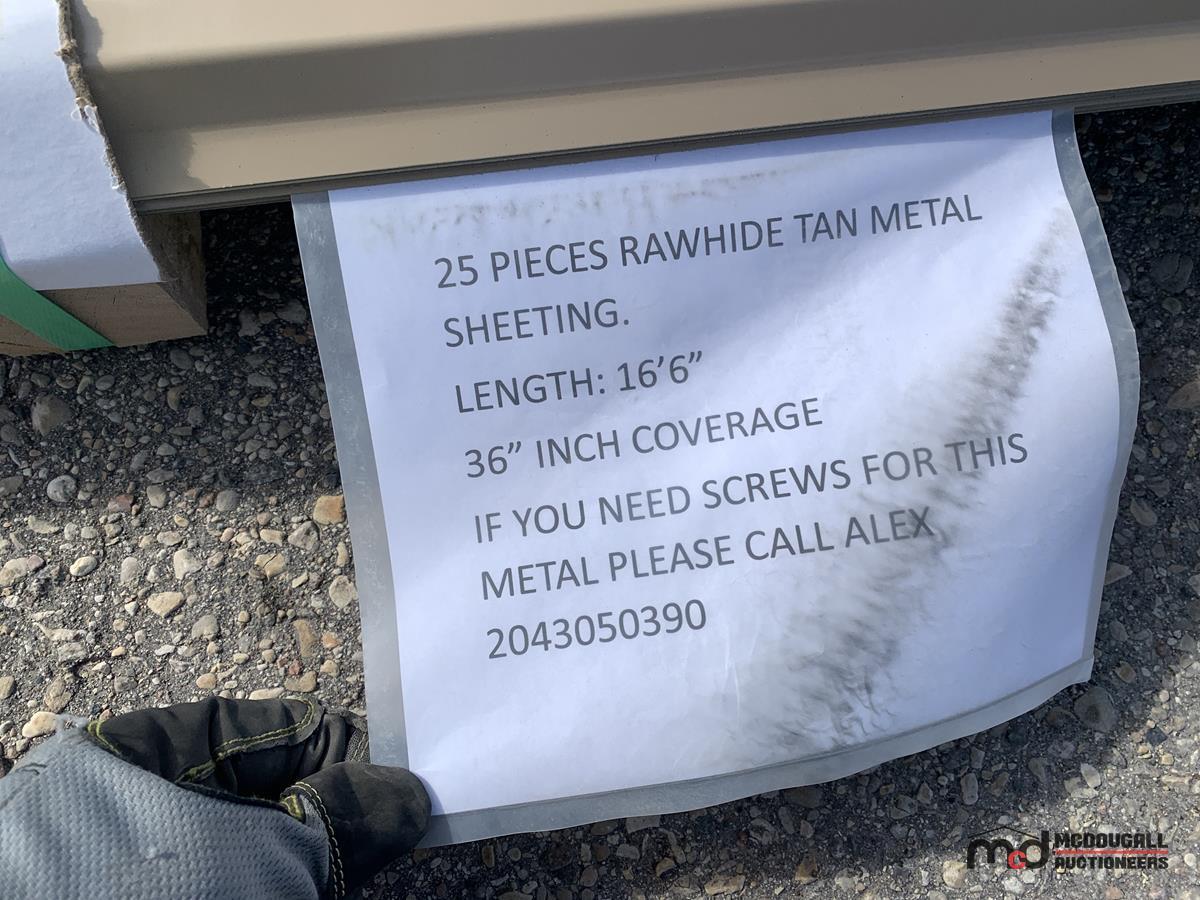 25 PIECES RAWHIDE TAN METAL
SHEETING.
LENGTH: 16’6”
36” INCH COVERAGE
IF YOU NEED SCREWS FOR THIS
METAL PLEASE CALL ALEX
2043050390
mcd MCDOUGALL
AUCTIONEERS